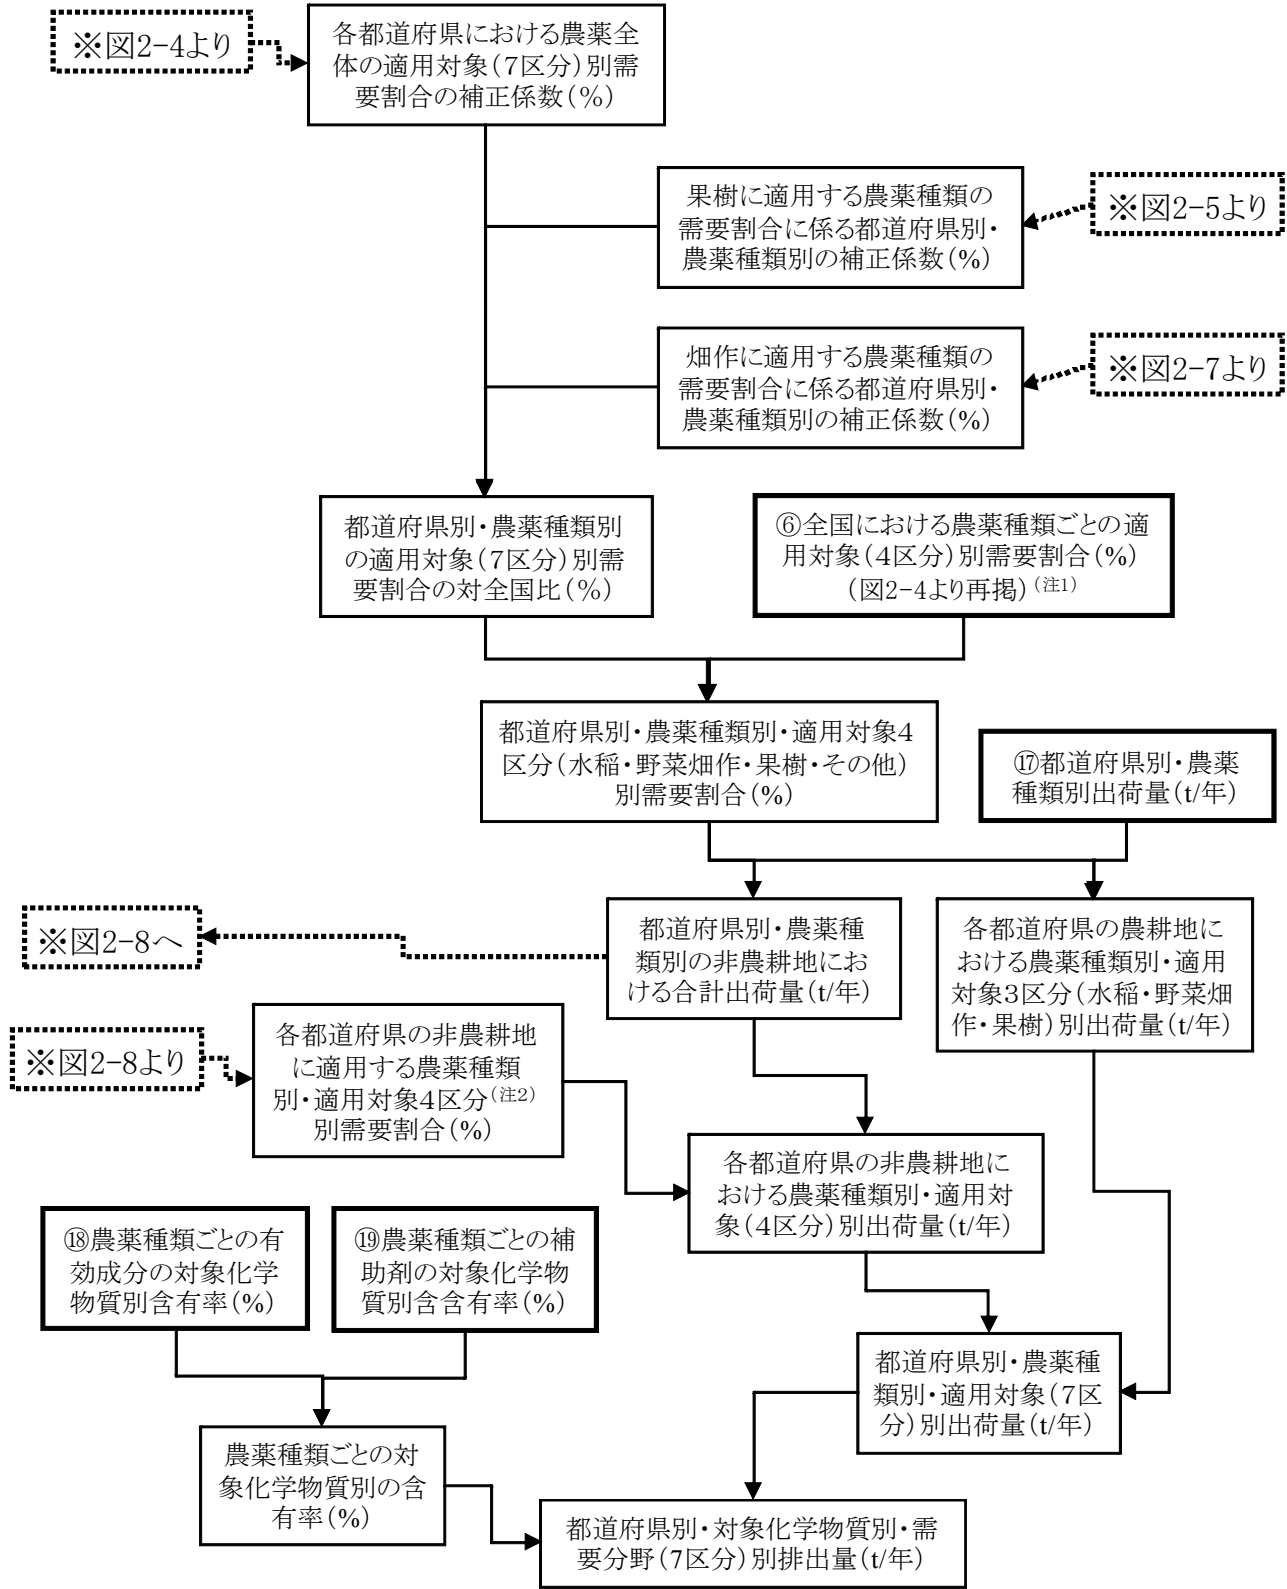 ※図2-4より
各都道府県における農薬全
体の適用対象(7区分)別需
要割合の補正係数(%)
果樹に適用する農薬種類の
需要割合に係る都道府県別・
農薬種類別の補正係数(%)
※図2-5より
畑作に適用する農薬種類の
需要割合に係る都道府県別・
農薬種類別の補正係数(%)
※図2-7より
都道府県別・農薬種類別
の適用対象(7区分)別需
要割合の対全国比(%)
⑥全国における農薬種類ごとの適
用対象(4区分)別需要割合(%)
(図2-4より再掲)(注1)
都道府県別・農薬種類別・適用対象4
区分(水稲・野菜畑作・果樹・その他)
別需要割合(%)
⑰都道府県別・農薬
種類別出荷量(t/年)
※図2-8へ
都道府県別・農薬種
類別の非農耕地にお
ける合計出荷量(t/年)
各都道府県の農耕地に
おける農薬種類別・適用
対象3区分(水稲・野菜畑
作・果樹)別出荷量(t/年)
※図2-8より
各都道府県の非農耕地
に適用する農薬種類
別・適用対象4区分(注2)
別需要割合(%)
各都道府県の非農耕地に
おける農薬種類別・適用対
象(4区分)別出荷量(t/年)
⑱農薬種類ごとの有
効成分の対象化学
物質別含有率(%)
⑲農薬種類ごとの補
助剤の対象化学物
質別含含有率(%)
都道府県別・農薬種
類別・適用対象(7区
分)別出荷量(t/年)
農薬種類ごとの対
象化学物質別の含
有率(%)
都道府県別・対象化学物質別・需
要分野(7区分)別排出量(t/年)